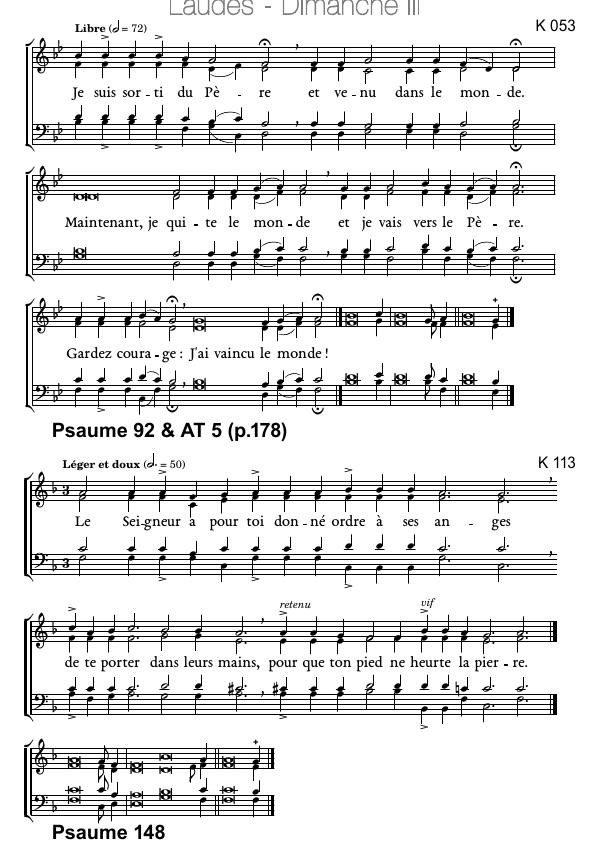 Laudes - Dimanche III
Libre (𝅗𝅥 = 72)
K 053
Je suis sor-ti du Pè-re et ve-nu dans le mon-de.
Maintenant, je qui-te le mon-de et je vais vers le Pè-re.
Gardez coura-ge : J'ai vaincu le monde !
Psaume 92 & AT 5 (p.178)
Léger et doux (𝅗𝅥. = 50)
K 113
3
3
Le Sei-gneur a pour toi don-né ordre à ses an-ges
retenu
vif
de te porter dans leurs mains, pour que ton pied ne heurte la pier-re.
Psaume 148